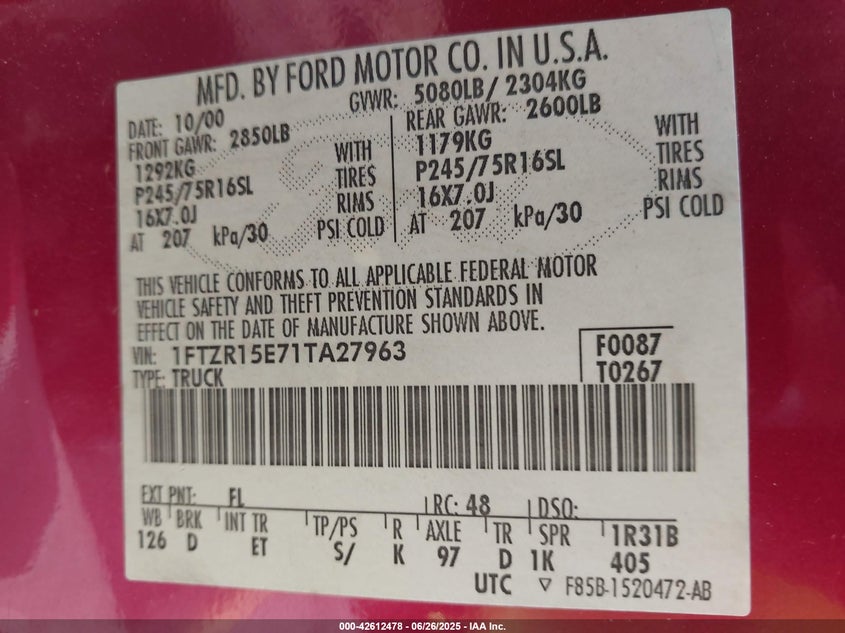 MFD. BY FORD MOTOR CO. IN U.S.A.
DATE: 10/00 GVWR: 5080LB/ 2304KG
FRONT GAWR: 2850LB REAR GAWR: 2600LB
1292KG WITH 1179KG WITH
P245/75R16SL TIRES P245/75R16SL TIRES
16X7.0J RIMS 16X7.0J RIMS
AT 207 kPa/30 PSI COLD AT 207 kPa/30 PSI COLD
THIS VEHICLE CONFORMS TO ALL APPLICABLE FEDERAL MOTOR
VEHICLE SAFETY AND THEFT PREVENTION STANDARDS IN
EFFECT ON THE DATE OF MANUFACTURE SHOWN ABOVE.
VIN: 1FTZR15E71TA27963 F0087
TYPE: TRUCK T0267
EXT PNT: FL RC: 48 DSO:
WB BRK INT TR TP/PS R AXLE TR SPR 1R31B
126 D ET S/ K 97 D 1K 405
UTC ▽ F85B-1520472-AB
000-42612478 - 06/26/2025 - IAA Inc.